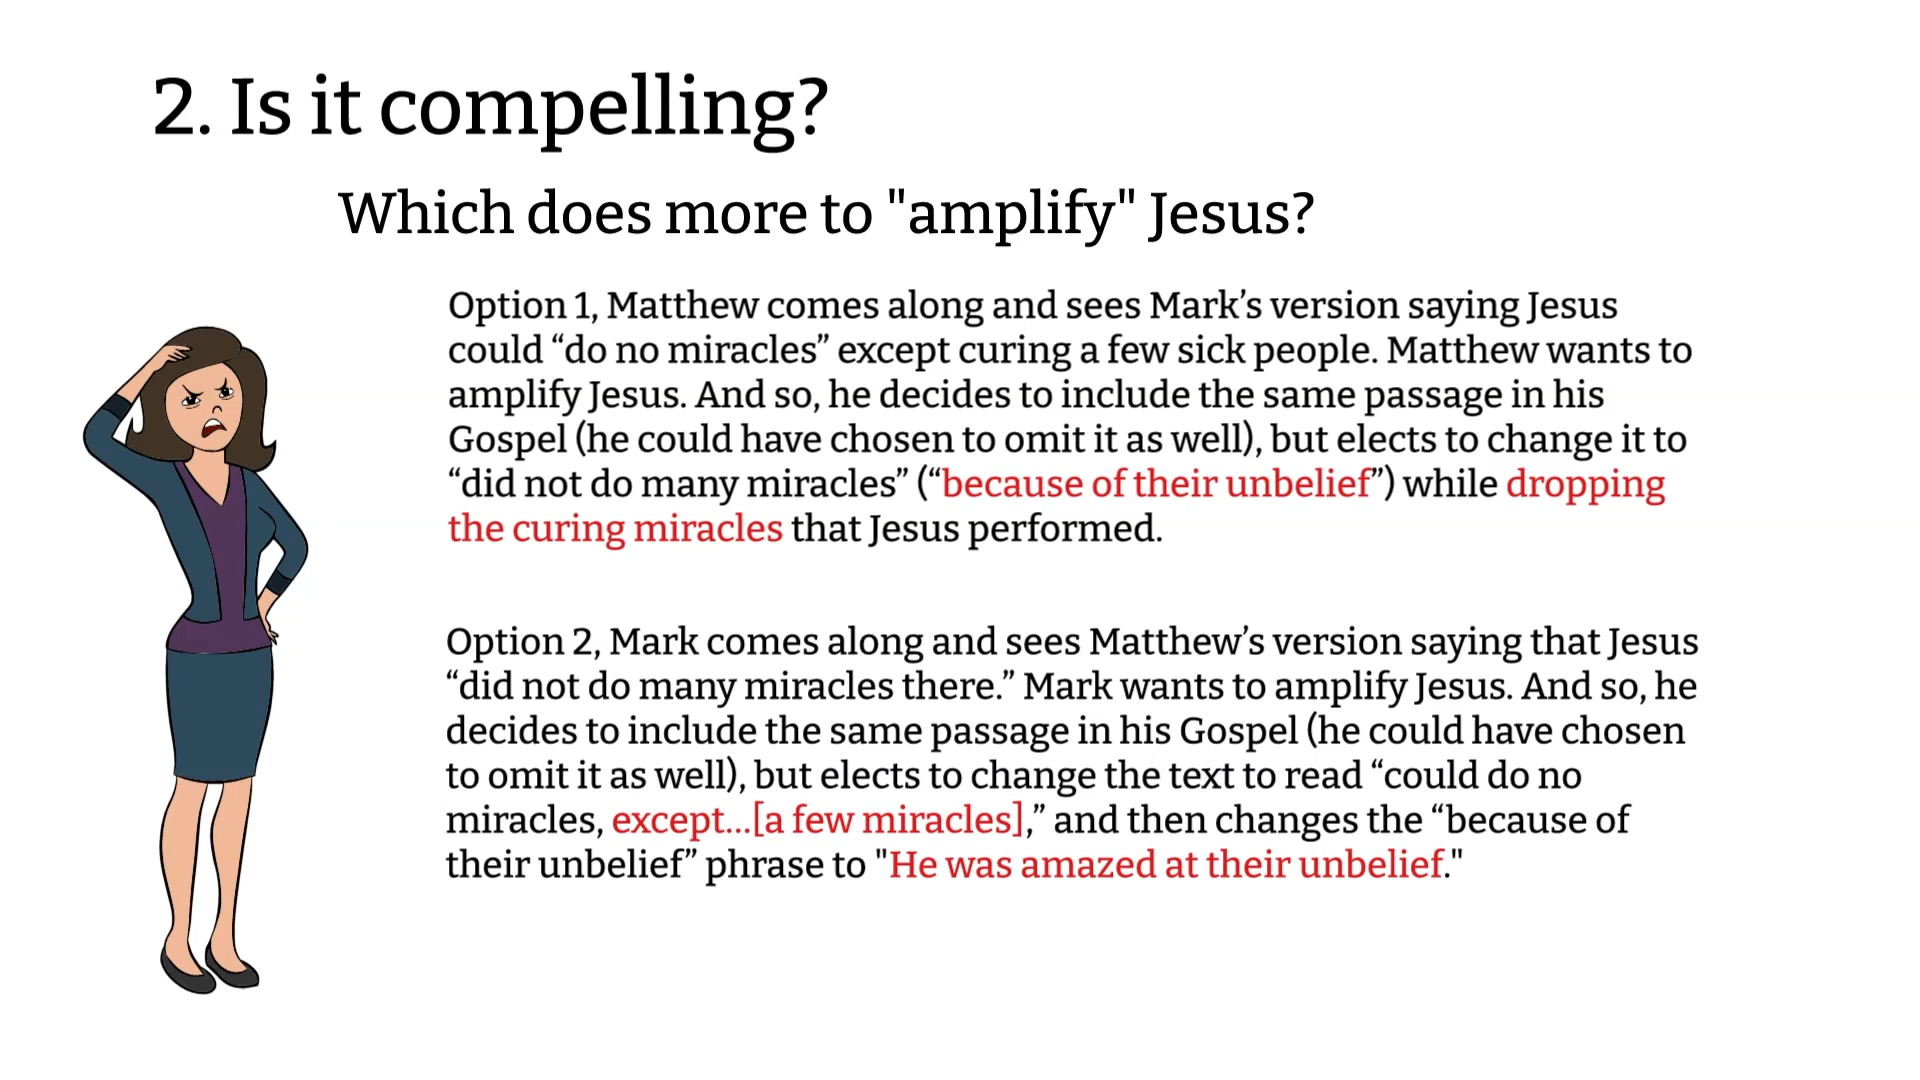 2. Is it compelling?
Which does more to "amplify" Jesus?
Option 1, Matthew comes along and sees Mark’s version saying Jesus
could “do no miracles” except curing a few sick people. Matthew wants to
amplify Jesus. And so, he decides to include the same passage in his
Gospel (he could have chosen to omit it as well), but elects to change it to
“did not do many miracles” (“because of their unbelief”) while dropping
the curing miracles that Jesus performed.
Option 2, Mark comes along and sees Matthew’s version saying that Jesus
“did not do many miracles there.” Mark wants to amplify Jesus. And so, he
decides to include the same passage in his Gospel (he could have chosen
to omit it as well), but elects to change the text to read “could do no
miracles, except...[a few miracles],” and then changes the “because of
their unbelief” phrase to "He was amazed at their unbelief."